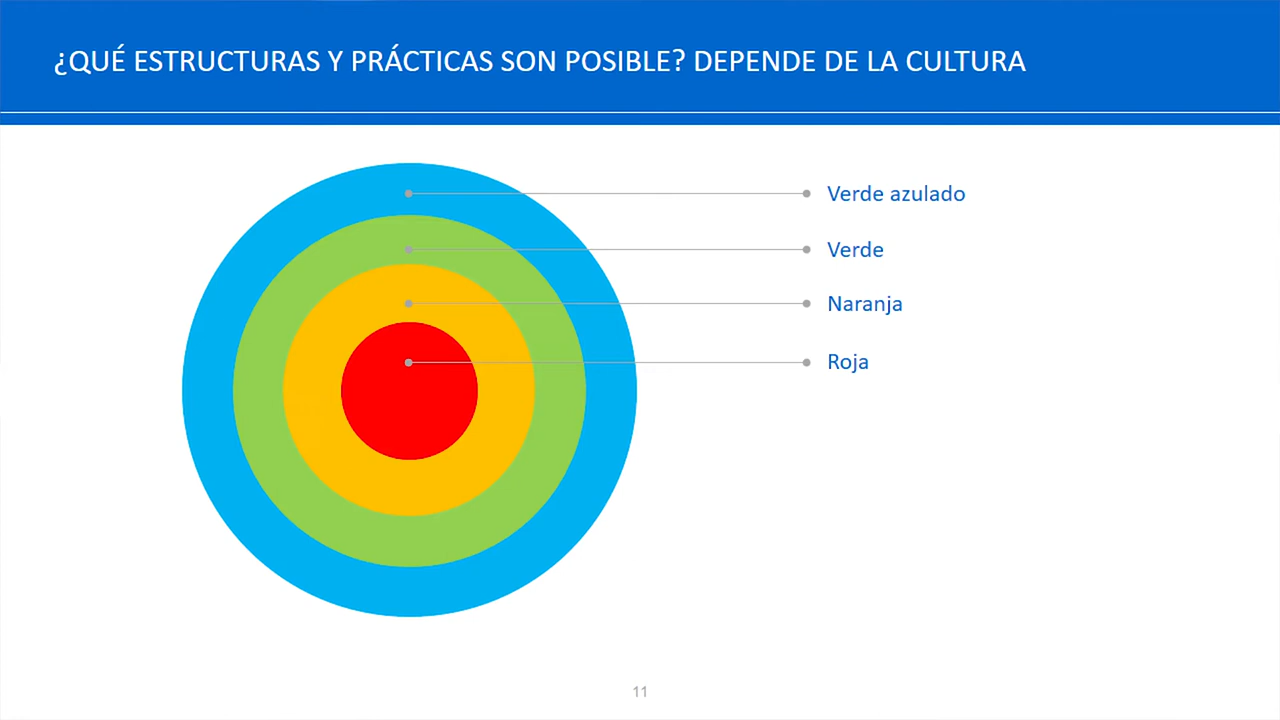 ¿QUÉ ESTRUCTURAS Y PRÁCTICAS SON POSIBLE? DEPENDE DE LA CULTURA
Verde azulado
Verde
Naranja
Roja
11